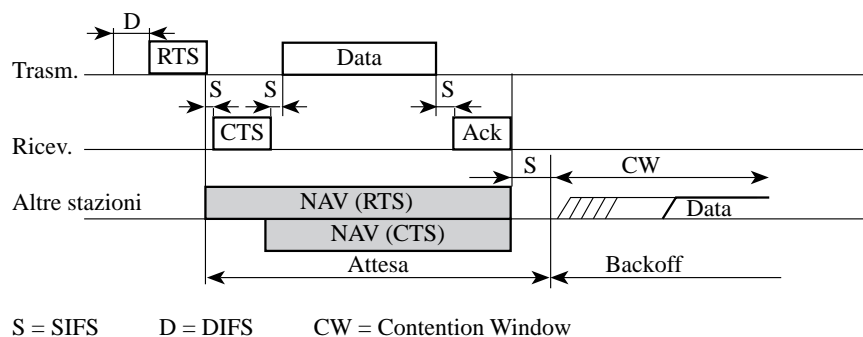 D
RTS
Data
Trasm.
S
S
S
CTS
Ack
Ricev.
S
CW
Altre stazioni
NAV (RTS)
Data
NAV (CTS)
Attesa
Backoff
S = SIFS D = DIFS CW = Contention Window